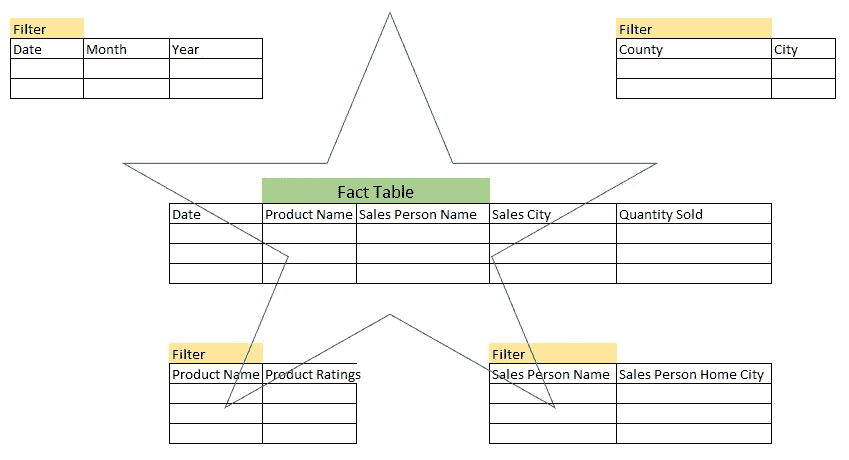 Filter
Date Month Year
Filter
County City
Fact Table
Date Product Name Sales Person Name Sales City Quantity Sold
Filter
Product Name Product Ratings
Filter
Sales Person Name Sales Person Home City